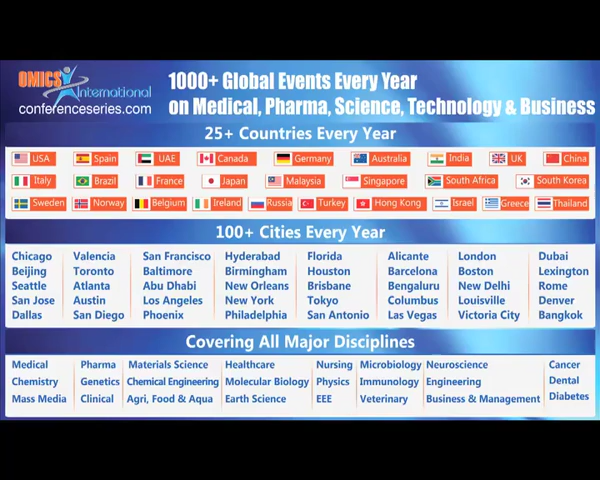 OMICS International
conferenceseries.com
1000+ Global Events Every Year
on Medical, Pharma, Science, Technology & Business
25+ Countries Every Year
USA Spain UAE Canada Germany Australia India UK China
Italy Brazil France Japan Malaysia Singapore South Africa South Korea
Sweden Norway Belgium Ireland Russia Turkey Hong Kong Israel Greece Thailand
100+ Cities Every Year
Chicago Valencia San Francisco Hyderabad Florida Alicante London Dubai
Beijing Toronto Baltimore Birmingham Houston Barcelona Boston Lexington
Seattle Atlanta Abu Dhabi New Orleans Brisbane Bengaluru New Delhi Rome
San Jose Austin Los Angeles New York Tokyo Columbus Louisville Denver
Dallas San Diego Phoenix Philadelphia San Antonio Las Vegas Victoria City Bangkok
Covering All Major Disciplines
Medical Pharma Materials Science Healthcare Nursing Microbiology Neuroscience Cancer
Chemistry Genetics Chemical Engineering Molecular Biology Physics Immunology Engineering Dental
Mass Media Clinical Agri, Food & Aqua Earth Science EEE Veterinary Business & Management Diabetes